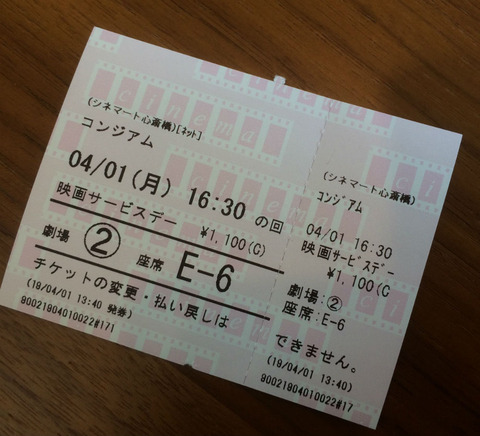 (シネマート心斎橋)[ネット]
コンジアム
04/01(月) 16:30 の回
映画サービスデー ¥1,100(G)
劇場 ② 座席 E-6
チケットの変更・払い戻しは
(19/04/01 13:40 発券)
90021904010022#171
(シネマート心斎橋)
コンジアム
04/01 16:30
映画サービスデー
¥1,100(G
劇場:②
座席:E-6
できません。
(19/04/01 13:40)
90021904010022#17
cinema